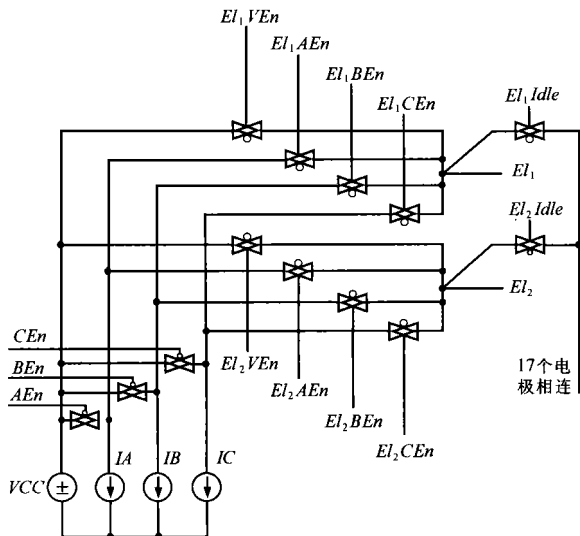 El₁VEn
El₁AEn
El₁BEn
El₁CEn
El₁Idle
El₁
El₂Idle
El₂
CEn
BEn
AEn
El₂VEn
El₂AEn
El₂BEn
El₂CEn
17个电
极相连
VCC
±
IA
IB
IC